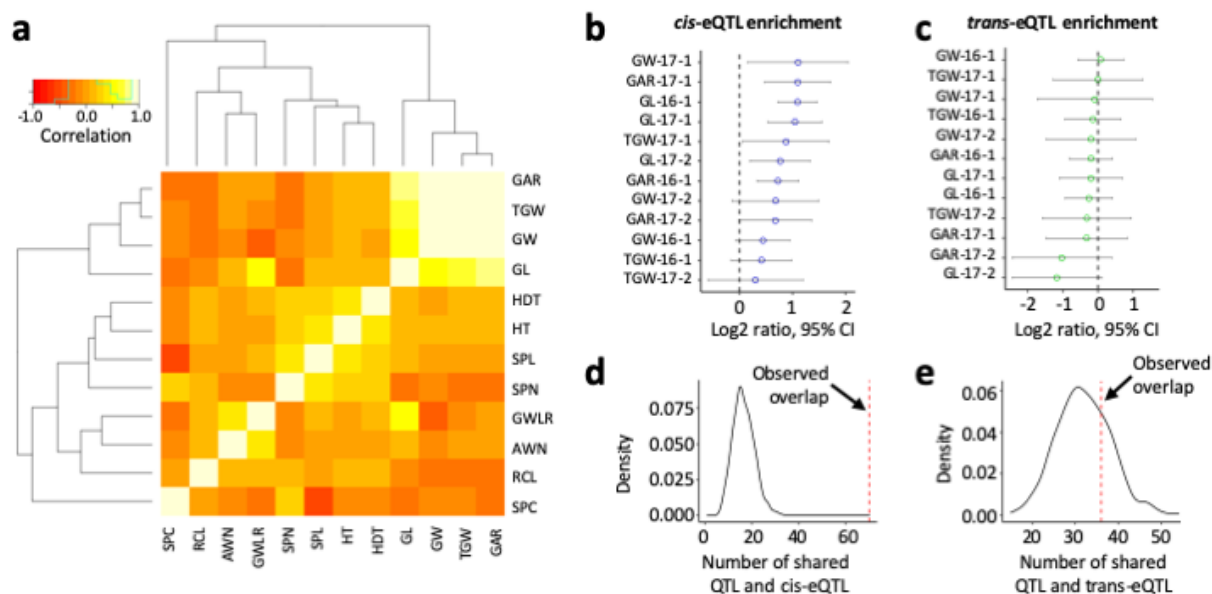 a
-1.0 0 1.0
Correlation
GAR
TGW
GW
GL
HDT
HT
SPL
SPN
GWLR
AWN
RCL
SPC
SPC RCL AWN GWLR SPN SPL HT HDT GL GW TGW GAR
b
cis-eQTL enrichment
GW-17-1
GAR-17-1
GL-16-1
GL-17-1
TGW-17-1
GL-17-2
GAR-16-1
GW-17-2
GAR-17-2
GW-16-1
TGW-16-1
TGW-17-2
0 1 2
Log2 ratio, 95% CI
c
trans-eQTL enrichment
GW-16-1
TGW-17-1
GW-17-1
TGW-16-1
GW-17-2
GAR-16-1
GL-17-1
GL-16-1
TGW-17-2
GAR-17-1
GAR-17-2
GL-17-2
-2 -1 0 1
Log2 ratio, 95% CI
d
Observed
overlap
Density
0.075
0.050
0.025
0.000
0 20 40 60
Number of shared
QTL and cis-eQTL
e
Observed
overlap
Density
0.06
0.04
0.02
0.00
20 30 40 50
Number of shared
QTL and trans-eQTL